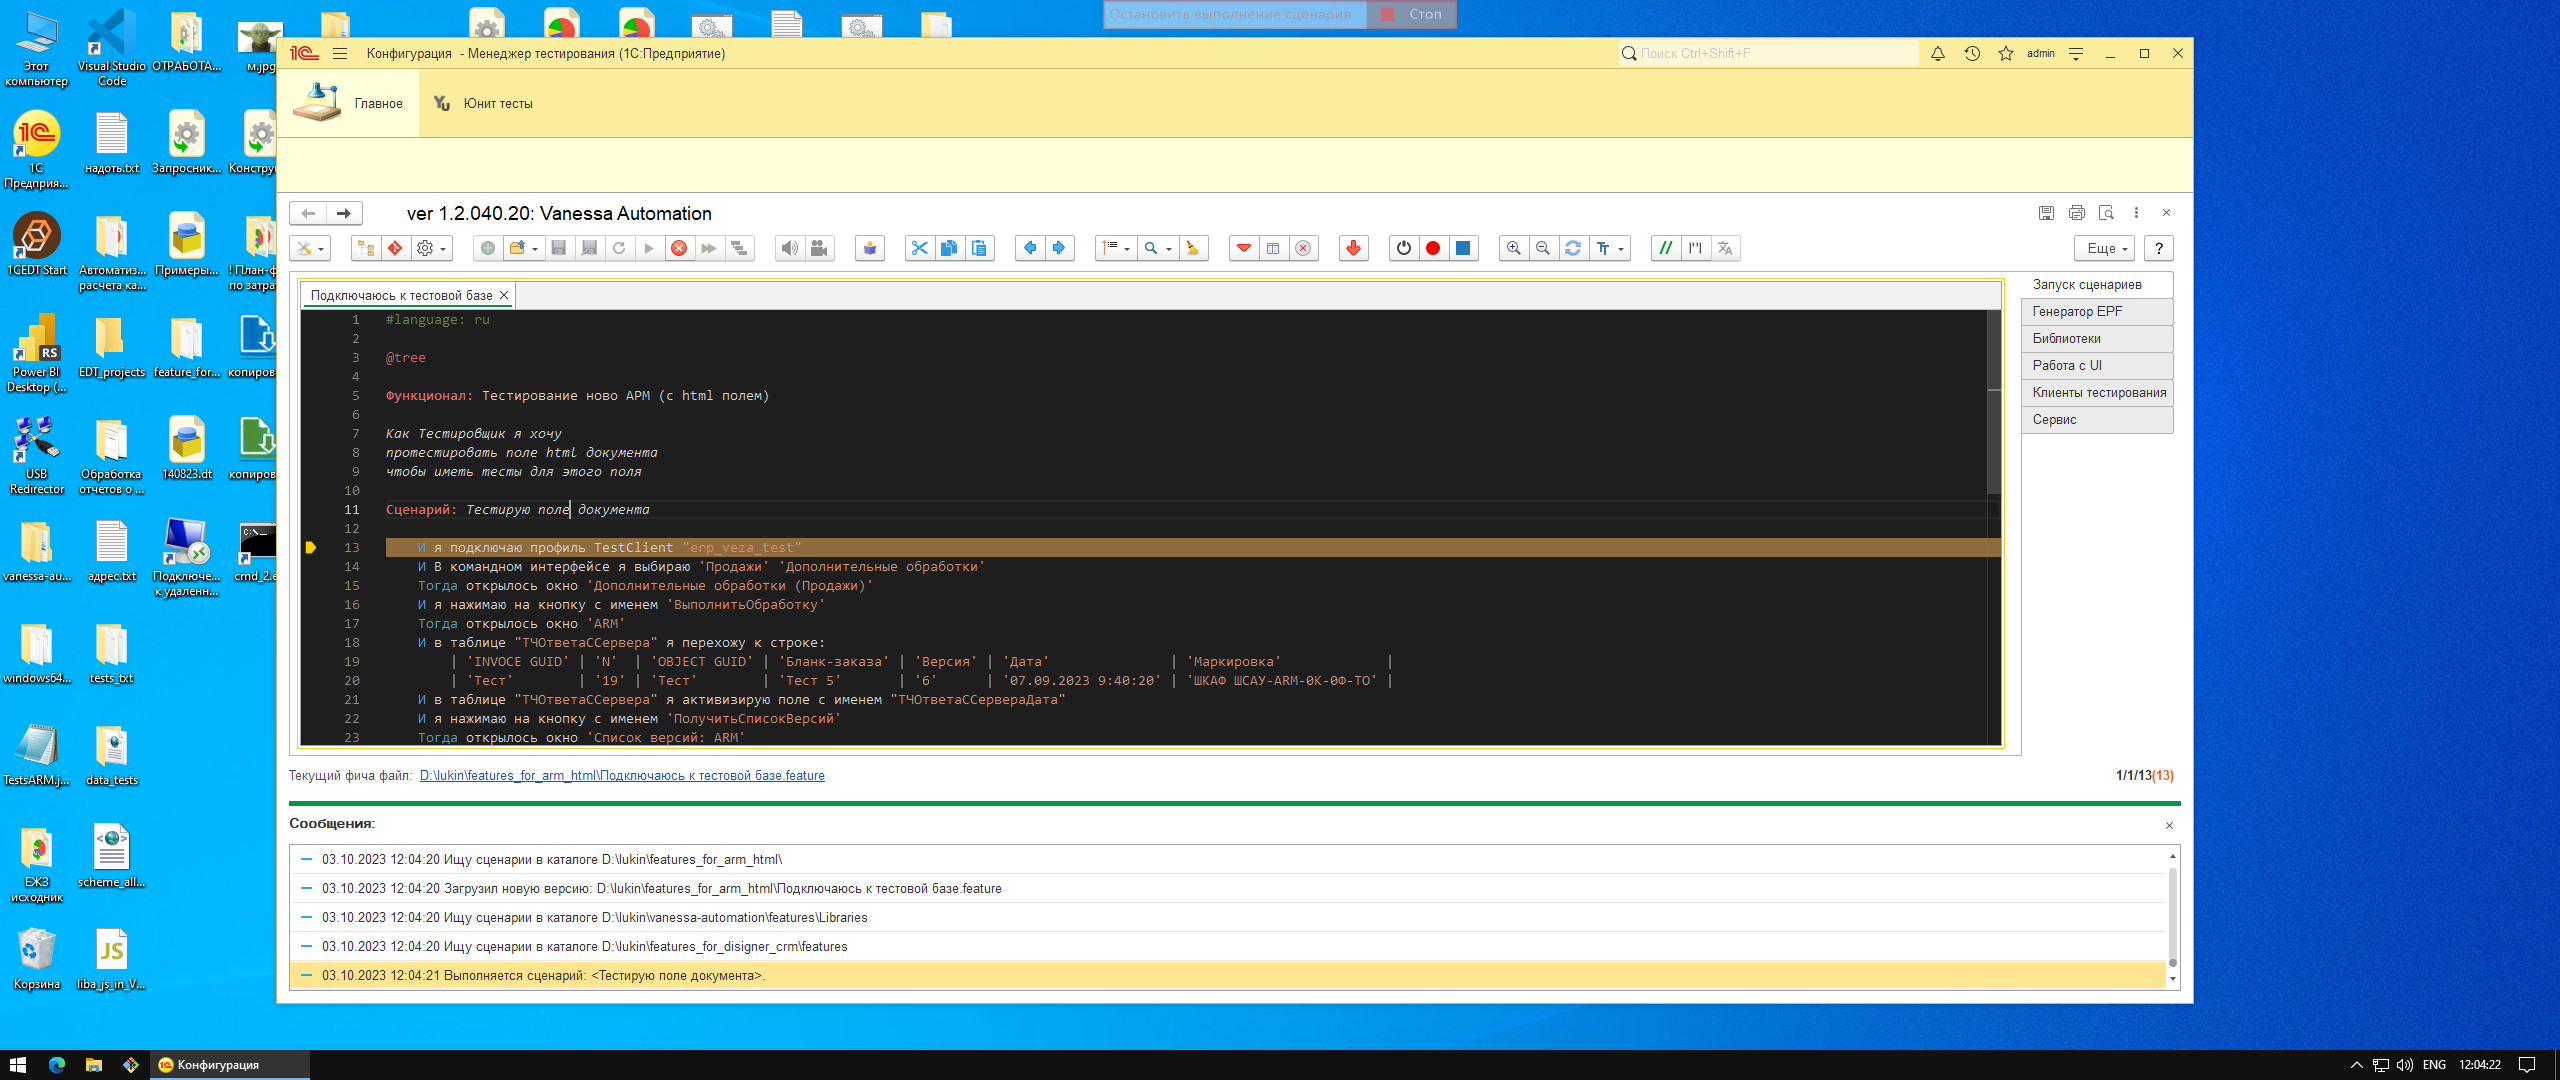 Остановить выполнение сценария
Стоп
Этот компьютер
Visual Studio Code
ОТРАБОТА...
м.jpg
1C Предприя...
надоть.txt
Запросник...
1CEDT Start
Автоматиз... расчета ка...
Примеры...
Power BI Desktop (...
EDT_projects
feature_for...
USB Redirector
Обработка отчетов о ...
140823.dt
vanessa-au...
адрес.txt
Подключе... к удаленн...
windows64...
tests_txt
TestsARM.j...
data_tests
ЕЖЗ исходник
scheme_all...
Корзина
liba_js_in_V...
Конфигурация - Менеджер тестирования (1С:Предприятие)
Поиск Ctrl+Shift+F
admin
Главное
Юнит тесты
ver 1.2.040.20: Vanessa Automation
Еще
?
Подключаюсь к тестовой базе
1 #language: ru
2
3 @tree
4
5 Функционал: Тестирование ново АРМ (с html полем)
6
7 Как Тестировщик я хочу
8 протестировать поле html документа
9 чтобы иметь тесты для этого поля
10
11 Сценарий: Тестирую поле документа
12
13 И я подключаю профиль TestClient "erp_veza_test"
14 И В командном интерфейсе я выбираю 'Продажи' 'Дополнительные обработки'
15 Тогда открылось окно 'Дополнительные обработки (Продажи)'
16 И я нажимаю на кнопку с именем 'ВыполнитьОбработку'
17 Тогда открылось окно 'ARM'
18 И в таблице "ТЧОтветаССервера" я перехожу к строке:
19 | 'INVOCE GUID' | 'N' | 'OBJECT GUID' | 'Бланк-заказа' | 'Версия' | 'Дата' | 'Маркировка' |
20 | 'Тест' | '19' | 'Тест' | 'Тест 5' | '6' | '07.09.2023 9:40:20' | 'ШКАФ ШСАУ-ARM-0К-0Ф-ТО' |
21 И в таблице "ТЧОтветаССервера" я активизирую поле с именем "ТЧОтветаССервераДата"
22 И я нажимаю на кнопку с именем 'ПолучитьСписокВерсий'
23 Тогда открылось окно 'Список версий: ARM'
Запуск сценариев
Генератор EPF
Библиотеки
Работа с UI
Клиенты тестирования
Сервис
Текущий фича файл: D:\lukin\features_for_arm_html\Подключаюсь к тестовой базе.feature
1/1/13(13)
Сообщения:
03.10.2023 12:04:20 Ищу сценарии в каталоге D:\lukin\features_for_arm_html\
03.10.2023 12:04:20 Загрузил новую версию: D:\lukin\features_for_arm_html\Подключаюсь к тестовой базе.feature
03.10.2023 12:04:20 Ищу сценарии в каталоге D:\lukin\vanessa-automation\features\Libraries
03.10.2023 12:04:20 Ищу сценарии в каталоге D:\lukin\features_for_disigner_crm\features
03.10.2023 12:04:21 Выполняется сценарий: <Тестирую поле документа>.
Конфигурация
ENG
12:04:22